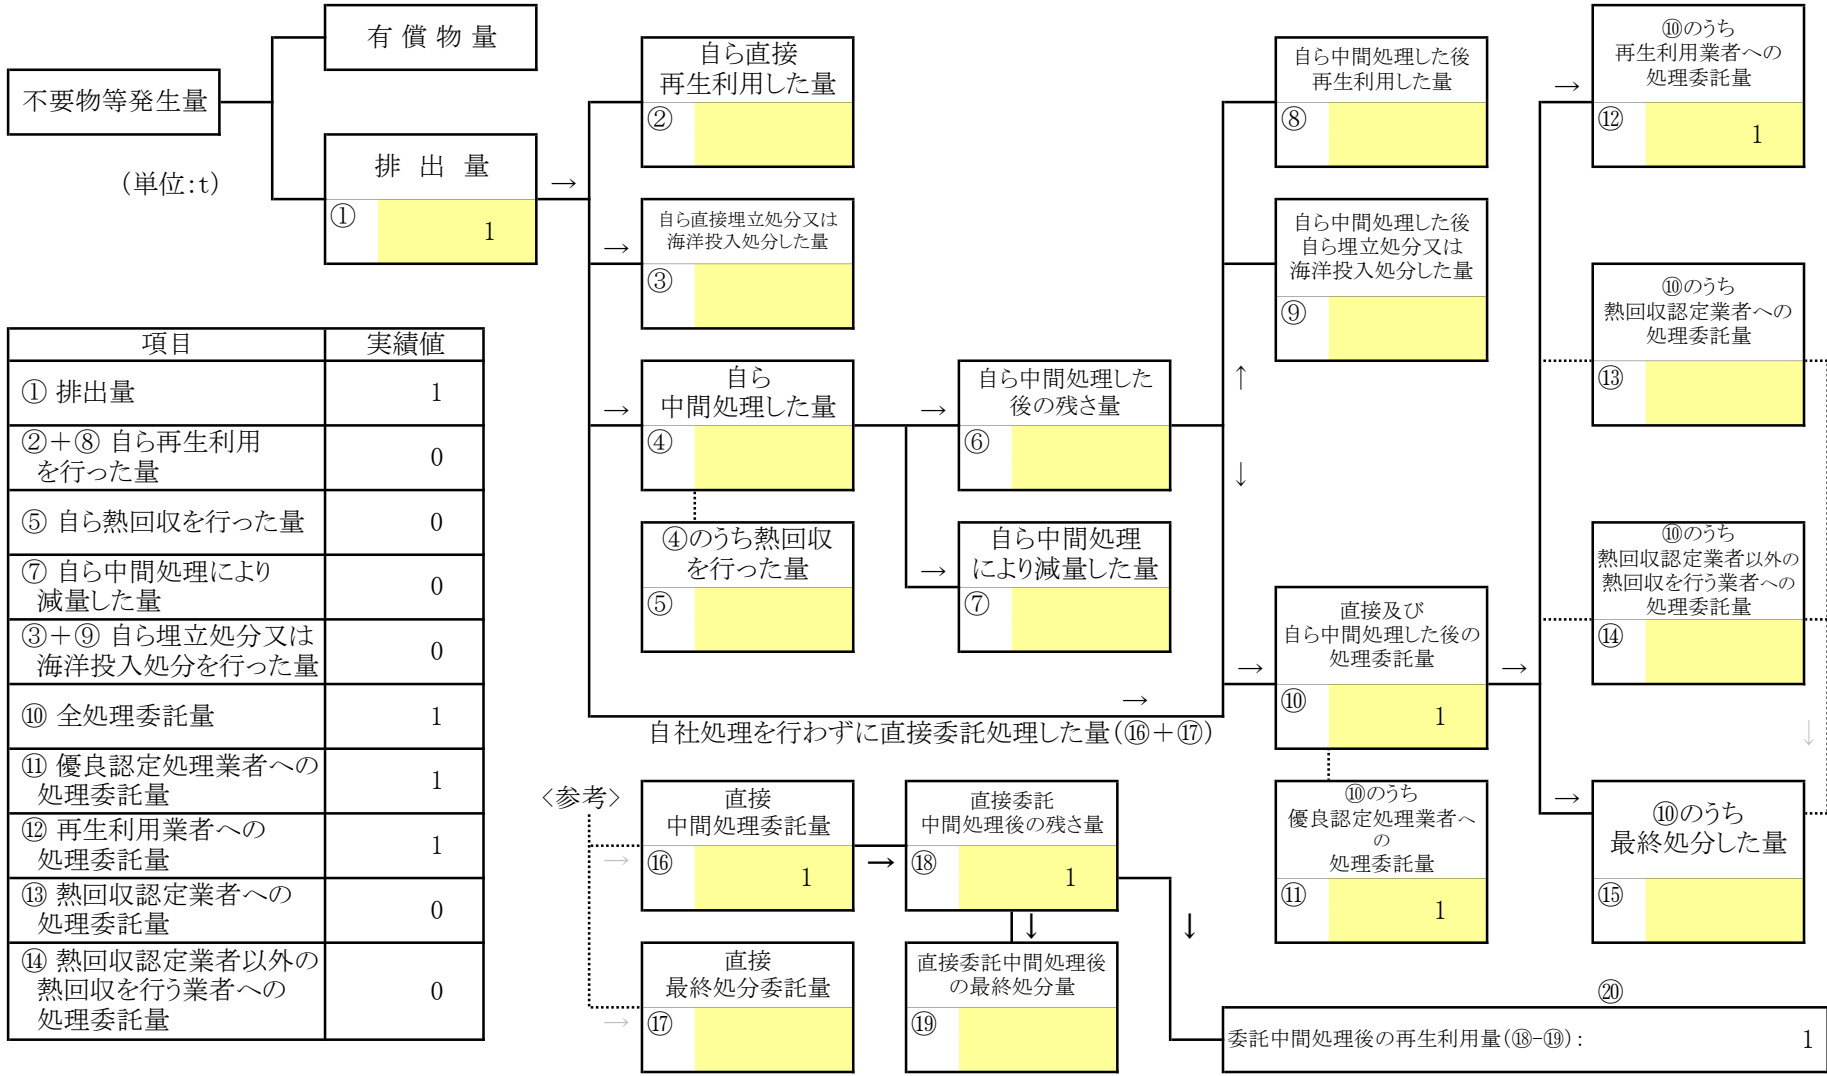 有償物量
不要物等発生量
(単位:t)
排出量
①
1
→
自ら直接
再生利用した量
②
自ら直接埋立処分又は
海洋投入処分した量
→
③
自ら
中間処理した量
→
④
④のうち熱回収
を行った量
⑤
自ら中間処理した
後の残さ量
→
⑥
自ら中間処理
により減量した量
→
⑦
自ら中間処理した後
再生利用した量
⑧
自ら中間処理した後
自ら埋立処分又は
海洋投入処分した量
⑨
↑
↓
直接及び
自ら中間処理した後の
処理委託量
→
⑩
1
→
自社処理を行わずに直接委託処理した量(⑯+⑰)
→
⑩のうち
優良認定処理業者へ
の
処理委託量
⑪
1
→
⑩のうち
再生利用業者への
処理委託量
⑫
1
⑩のうち
熱回収認定業者への
処理委託量
⑬
⑩のうち
熱回収認定業者以外の
熱回収を行う業者への
処理委託量
⑭
↓
→
⑩のうち
最終処分した量
⑮
項目 実績値
① 排出量 1
②+⑧ 自ら再生利用
を行った量 0
⑤ 自ら熱回収を行った量 0
⑦ 自ら中間処理により
減量した量 0
③+⑨ 自ら埋立処分又は
海洋投入処分を行った量 0
⑩ 全処理委託量 1
⑪ 優良認定処理業者への
処理委託量 1
⑫ 再生利用業者への
処理委託量 1
⑬ 熱回収認定業者への
処理委託量 0
⑭ 熱回収認定業者以外の
熱回収を行う業者への
処理委託量 0
<参考>
→
直接
中間処理委託量
⑯
1
→
直接委託
中間処理後の残さ量
⑱
1
↓
↓
→
直接
最終処分委託量
⑰
直接委託中間処理後
の最終処分量
⑲
⑳
委託中間処理後の再生利用量(⑱-⑲): 1